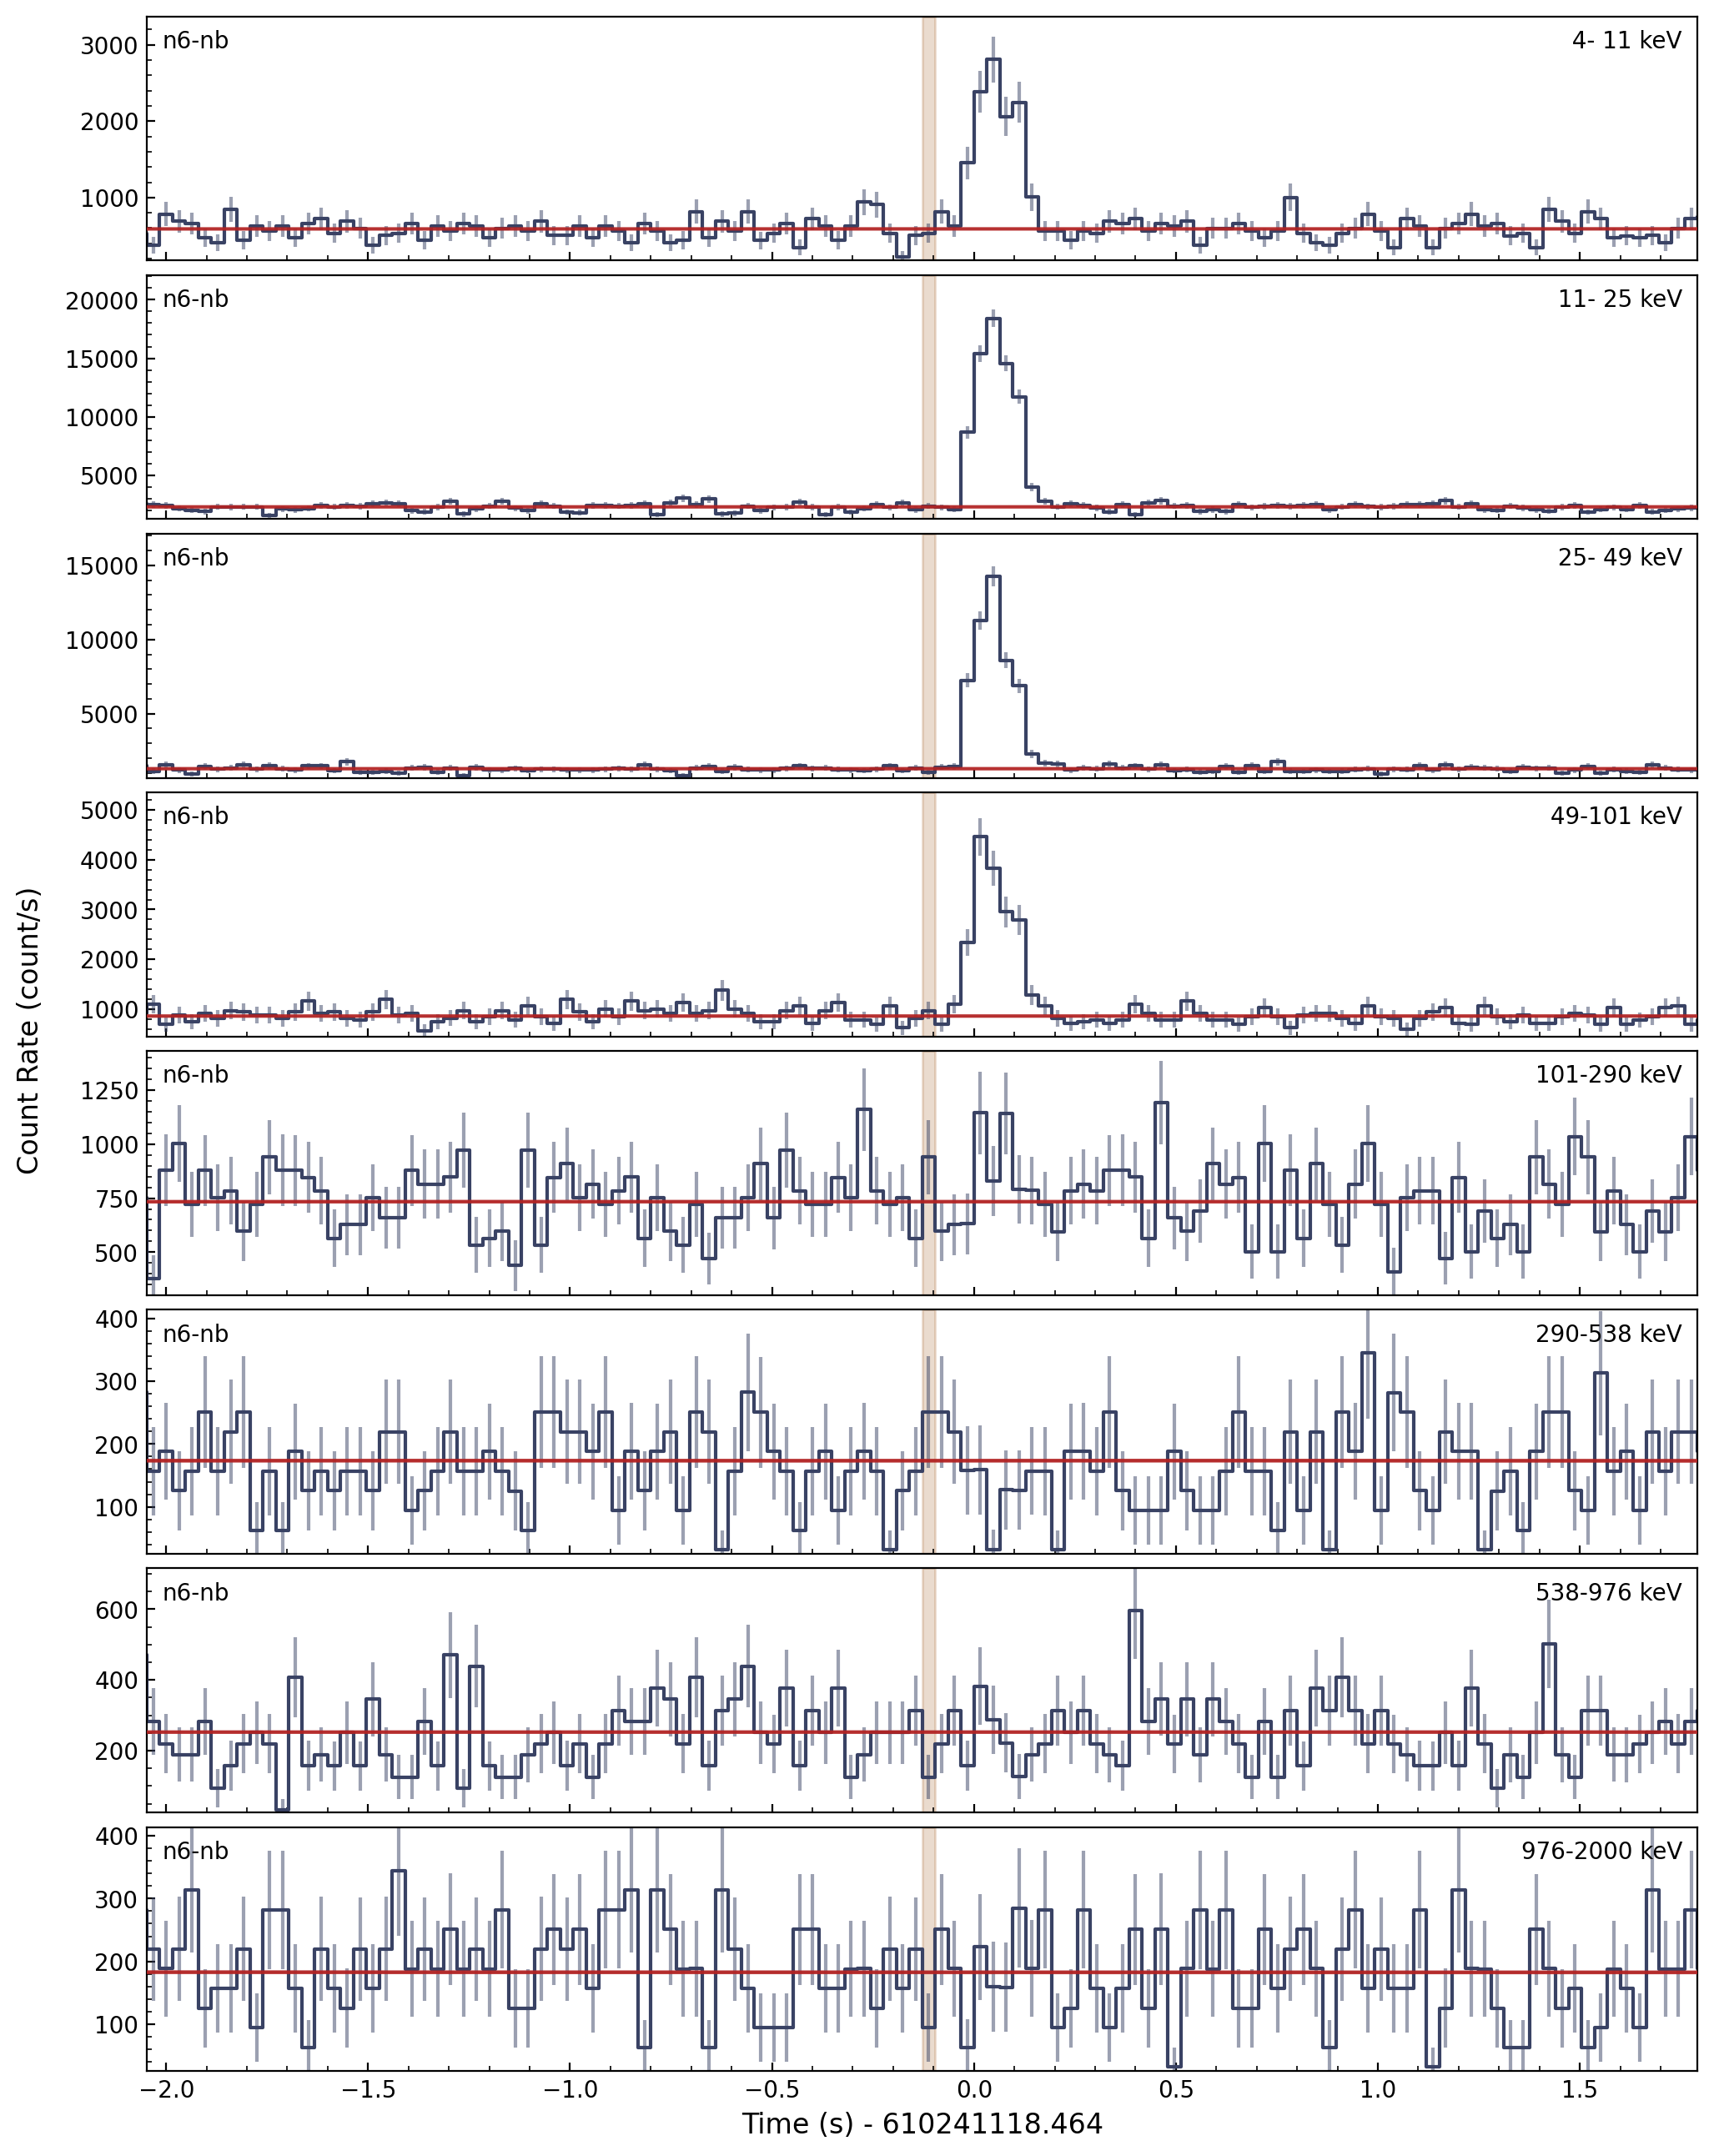 n6-nb 4- 11 keV
3000
2000
1000
n6-nb 11- 25 keV
20000
15000
10000
5000
n6-nb 25- 49 keV
15000
10000
5000
n6-nb 49-101 keV
5000
4000
3000
2000
1000
n6-nb 101-290 keV
1250
1000
750
500
n6-nb 290-538 keV
400
300
200
100
n6-nb 538-976 keV
600
400
200
n6-nb 976-2000 keV
400
300
200
100
Count Rate (count/s)
−2.0 −1.5 −1.0 −0.5 0.0 0.5 1.0 1.5
Time (s) - 610241118.464